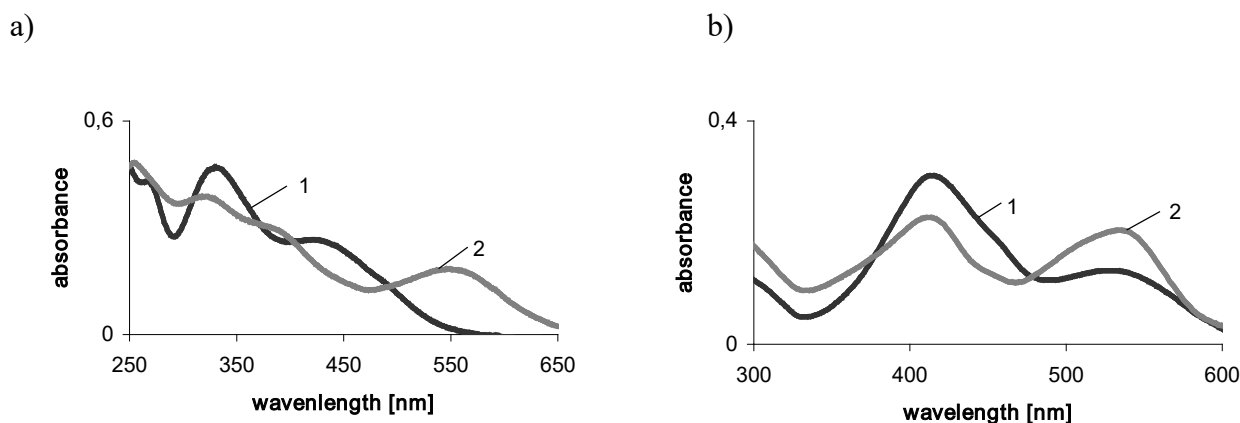 a)
0,6
absorbance
1
2
0
250 350 450 550 650
wavenlength [nm]
b)
0,4
absorbance
1
2
0
300 400 500 600
wavelength [nm]